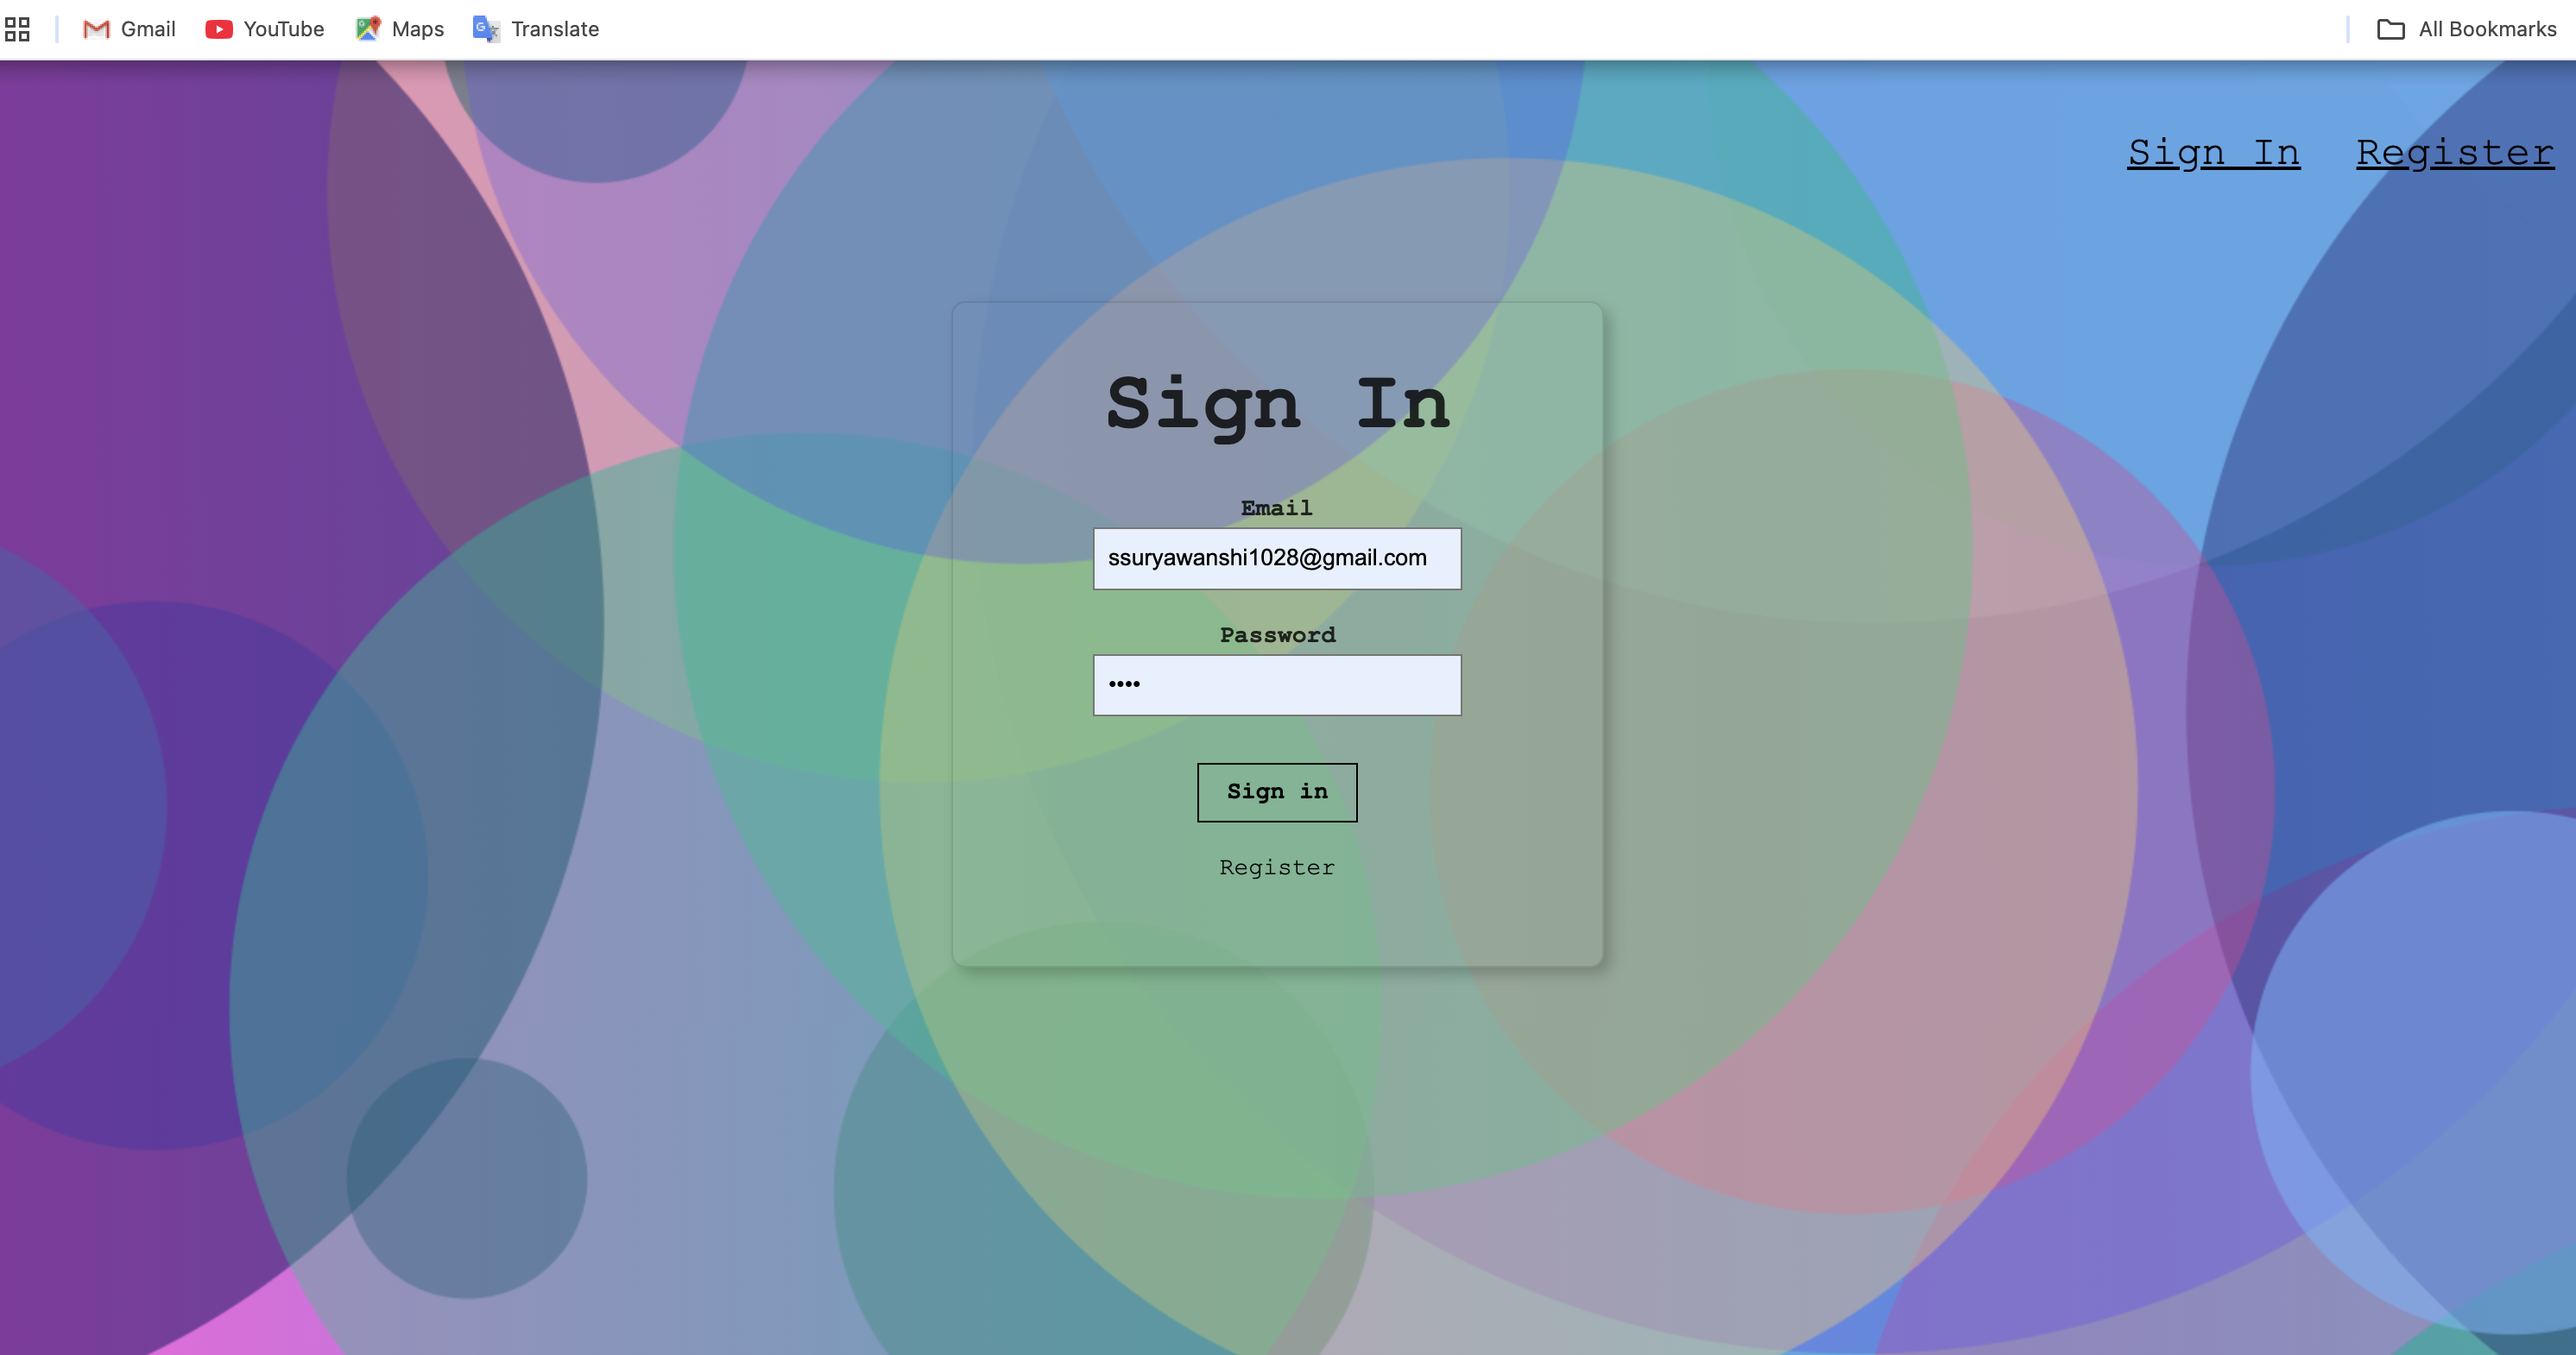 Gmail YouTube Maps Translate All Bookmarks
Sign In Register
Sign In
Email
ssuryawanshi1028@gmail.com
Password
••••
Sign in
Register